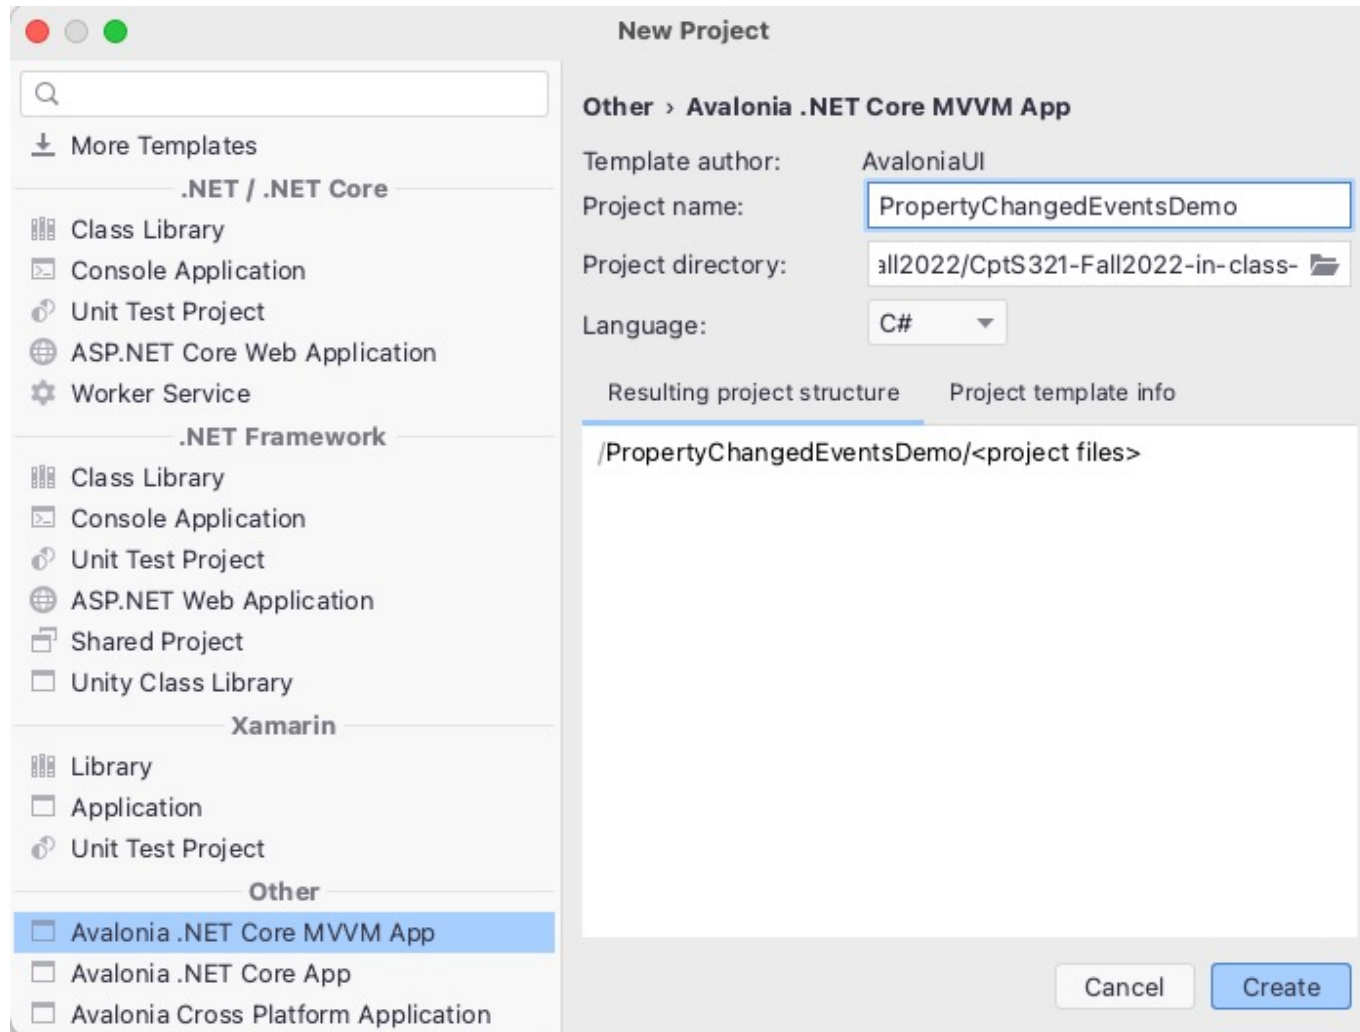 New Project
More Templates
.NET / .NET Core
Class Library
Console Application
Unit Test Project
ASP.NET Core Web Application
Worker Service
.NET Framework
Class Library
Console Application
Unit Test Project
ASP.NET Web Application
Shared Project
Unity Class Library
Xamarin
Library
Application
Unit Test Project
Other
Avalonia .NET Core MVVM App
Avalonia .NET Core App
Avalonia Cross Platform Application
Other › Avalonia .NET Core MVVM App
Template author: AvaloniaUI
Project name: PropertyChangedEventsDemo
Project directory: all2022/CptS321-Fall2022-in-class-
Language: C#
Resulting project structure Project template info
/PropertyChangedEventsDemo/<project files>
Cancel Create